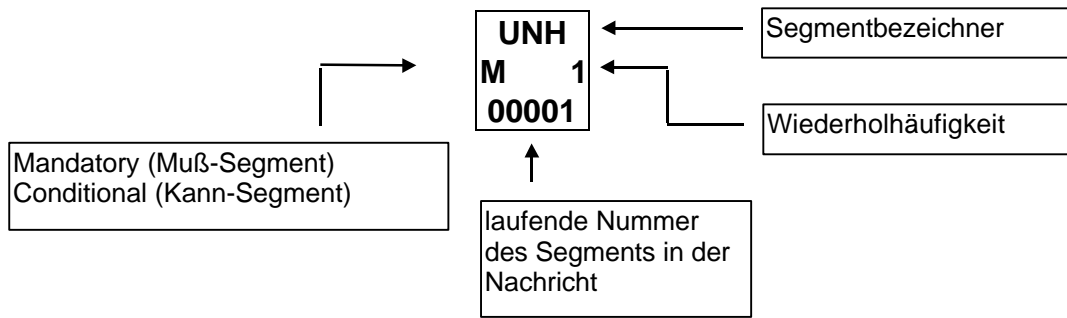 UNH
M 1
00001
Segmentbezeichner
Wiederholhäufigkeit
Mandatory (Muß-Segment)
Conditional (Kann-Segment)
laufende Nummer
des Segments in der
Nachricht